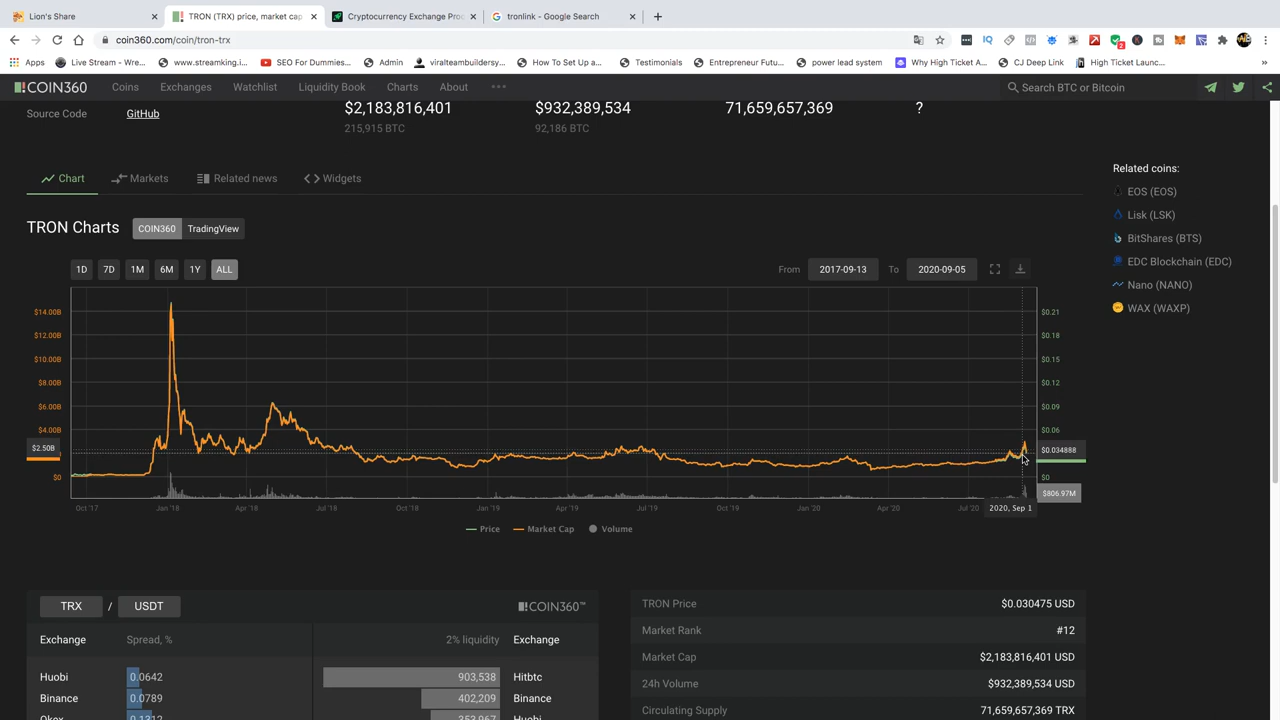 Lion's Share
TRON (TRX) price, market cap
Cryptocurrency Exchange Pro
tronlink - Google Search
coin360.com/coin/tron-trx
2
Apps
Live Stream - Wre...
www.streamking.i...
SEO For Dummies...
Admin
viralteambuildersy...
How To Set Up a...
Testimonials
Entrepreneur Futu...
power lead system
Why High Ticket A...
CJ Deep Link
High Ticket Launc...
COIN360
Coins
Exchanges
Watchlist
Liquidity Book
Charts
About
Search BTC or Bitcoin
Source Code
GitHub
$2,183,816,401
$932,389,534
71,659,657,369
?
215,915 BTC
92,186 BTC
Chart
Markets
Related news
Widgets
Related coins:
EOS (EOS)
Lisk (LSK)
BitShares (BTS)
EDC Blockchain (EDC)
Nano (NANO)
WAX (WAXP)
TRON Charts
COIN360
TradingView
1D
7D
1M
6M
1Y
ALL
From
2017-09-13
To
2020-09-05
$14.00B
$12.00B
$10.00B
$8.00B
$6.00B
$4.00B
$2.50B
$0
$0.21
$0.18
$0.15
$0.12
$0.09
$0.06
$0.034888
$0
$806.97M
Oct '17
Jan '18
Apr '18
Jul '18
Oct '18
Jan '19
Apr '19
Jul '19
Oct '19
Jan '20
Apr '20
Jul '20
2020, Sep 1
Price
Market Cap
Volume
TRX / USDT
COIN360™
Exchange
Spread, %
2% liquidity
Exchange
Huobi
0.0642
903,538
Hitbtc
Binance
0.0789
402,209
Binance
Okex
0.1312
353,967
Huobi
TRON Price
$0.030475 USD
Market Rank
#12
Market Cap
$2,183,816,401 USD
24h Volume
$932,389,534 USD
Circulating Supply
71,659,657,369 TRX